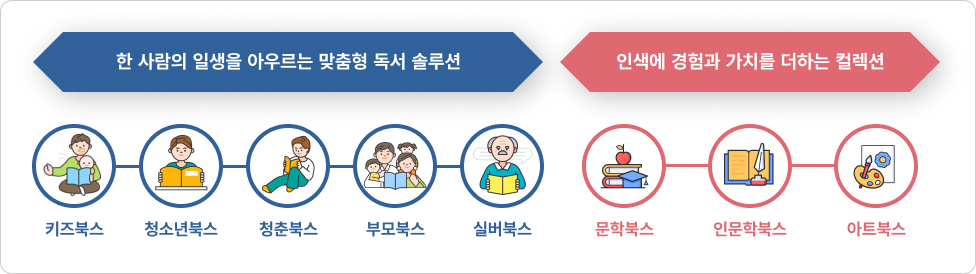 한 사람의 일생을 아우르는 맞춤형 독서 솔루션
인색에 경험과 가치를 더하는 컬렉션
키즈북스
청소년북스
청춘북스
부모북스
실버북스
문학북스
인문학북스
아트북스